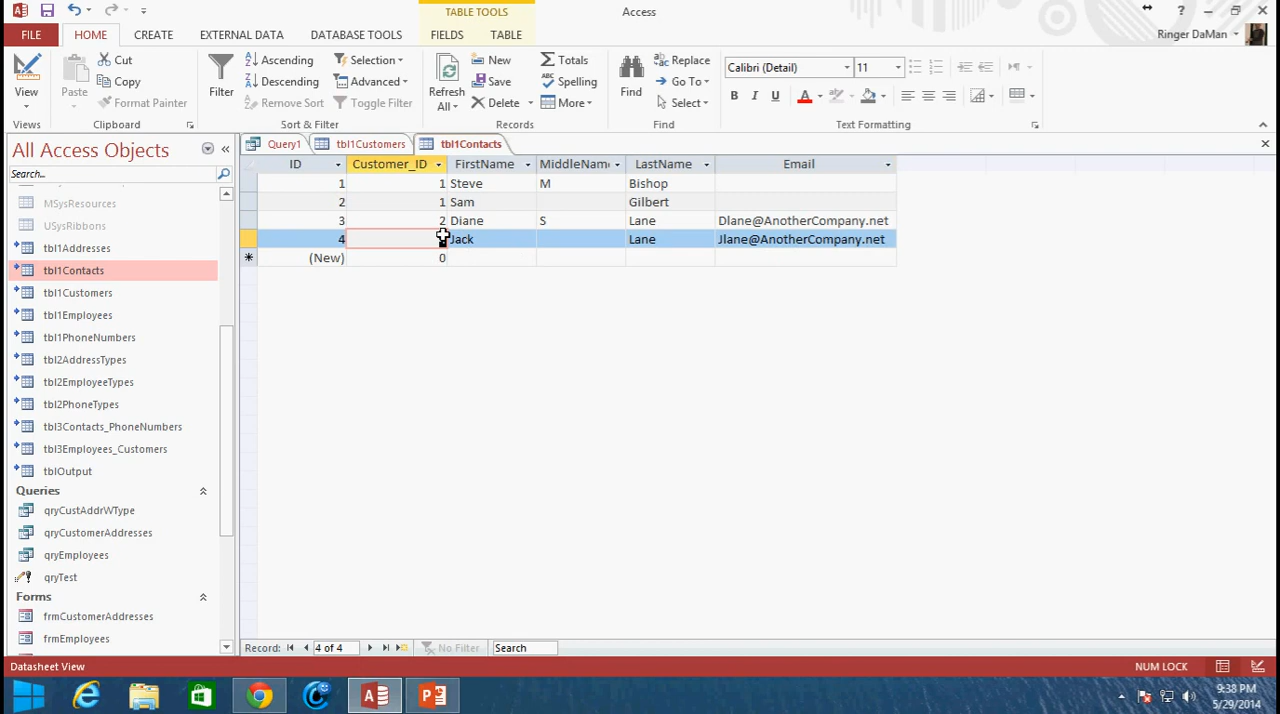 TABLE TOOLS
Access
FILE HOME CREATE EXTERNAL DATA DATABASE TOOLS FIELDS TABLE
Ringer DaMan
View
Views
Paste
Cut
Copy
Format Painter
Clipboard
Filter
Ascending
Descending
Remove Sort
Selection
Advanced
Toggle Filter
Sort & Filter
Refresh All
New
Save
Delete
Totals
Spelling
More
Records
Find
Replace
Go To
Select
Find
Calibri (Detail)
11
B I U
Text Formatting
All Access Objects
Search...
MSysResources
USysRibbons
tbl1Addresses
tbl1Contacts
tbl1Customers
tbl1Employees
tbl1PhoneNumbers
tbl2AddressTypes
tbl2EmployeeTypes
tbl2PhoneTypes
tbl3Contacts_PhoneNumbers
tbl3Employees_Customers
tblOutput
Queries
qryCustAddrWType
qryCustomerAddresses
qryEmployees
qryTest
Forms
frmCustomerAddresses
frmEmployees
Query1 tbl1Customers tbl1Contacts
ID Customer_ID FirstName MiddleName LastName Email
1 1 Steve M Bishop
2 1 Sam Gilbert
3 2 Diane S Lane Dlane@AnotherCompany.net
4 Jack Lane Jlane@AnotherCompany.net
(New) 0
Record: 4 of 4 No Filter Search
Datasheet View
NUM LOCK
9:38 PM
5/29/2014